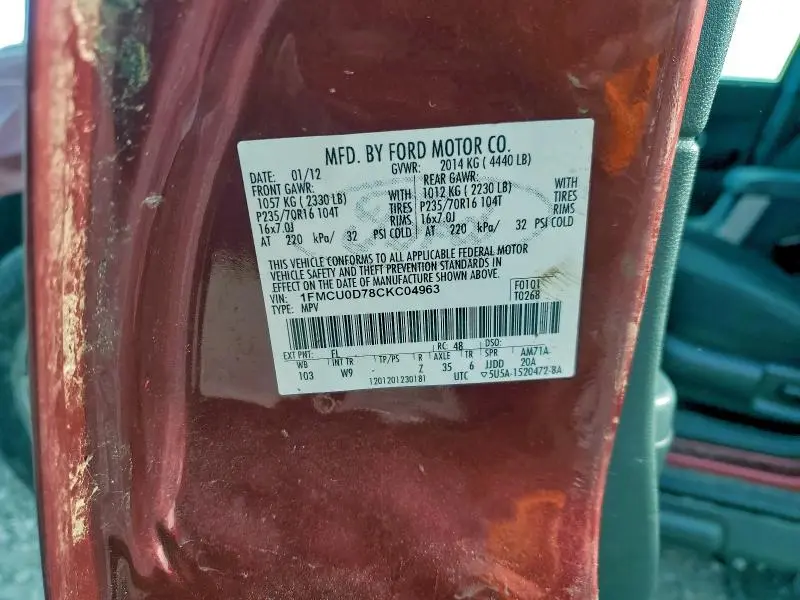 MFD. BY FORD MOTOR CO.
DATE: 01/12 GVWR: 2014 KG ( 4440 LB)
FRONT GAWR: REAR GAWR:
1057 KG ( 2330 LB) WITH 1012 KG ( 2230 LB) WITH
P235/70R16 104T TIRES P235/70R16 104T TIRES
16x7.0J RIMS 16x7.0J RIMS
AT 220 kPa/ 32 PSI COLD AT 220 kPa/ 32 PSI COLD
THIS VEHICLE CONFORMS TO ALL APPLICABLE FEDERAL MOTOR
VEHICLE SAFETY AND THEFT PREVENTION STANDARDS IN
EFFECT ON THE DATE OF MANUFACTURE SHOWN ABOVE.
VIN: 1FMCU0D78CKC04963 F0101
TYPE: MPV T0268
EXT PNT: FL RC: 48 DSO:
WB INT TR TP/PS R AXLE TR SPR AM71A-
103 W9 Z 35 6 JJDD 20A
1201201230181 UTC ▽5U5A-1520472-BA